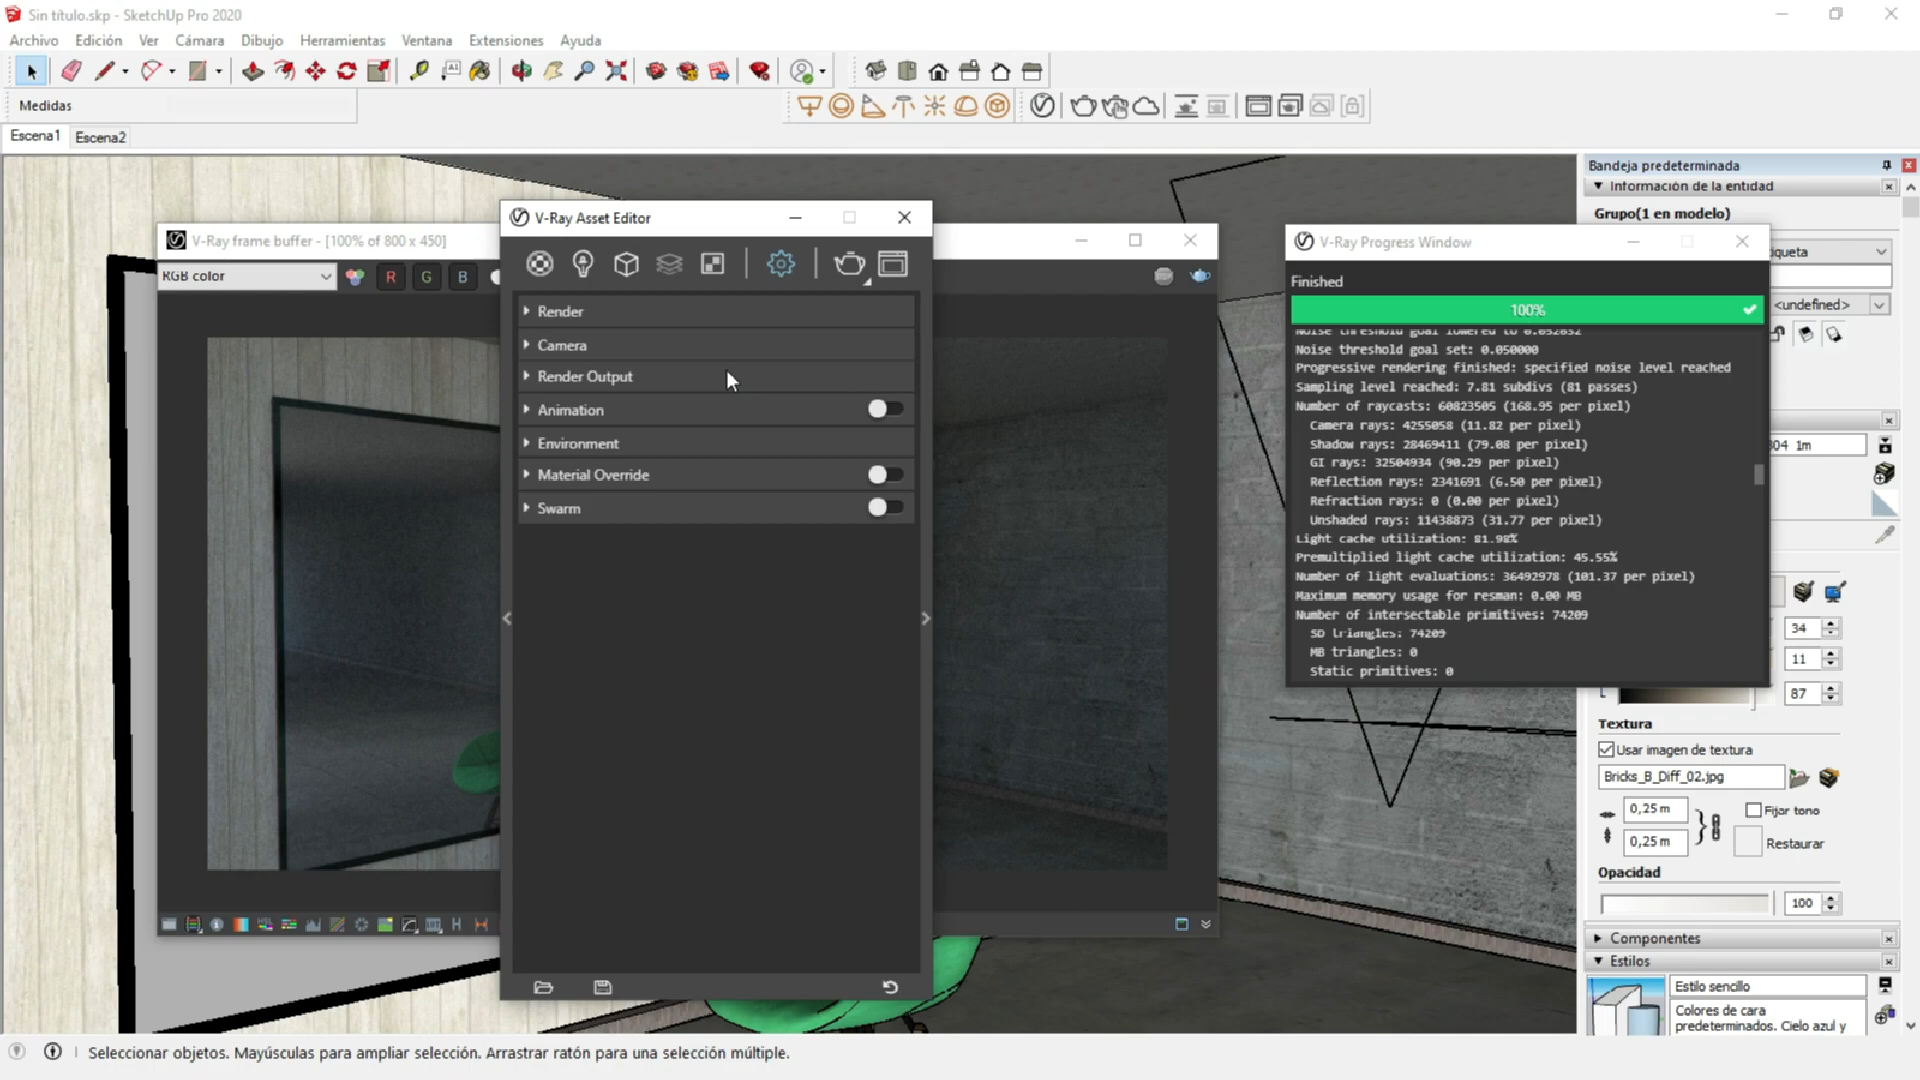 Sin título.skp - SketchUp Pro 2020
Archivo Edición Ver Cámara Dibujo Herramientas Ventana Extensiones Ayuda
Medidas
Escena1 Escena2
Bandeja predeterminada
Información de la entidad
Grupo(1 en modelo)
V-Ray Asset Editor
V-Ray frame buffer - [100% of 800 x 450]
V-Ray Progress Window
iqueta
RGB color
R G B
Finished
<undefined>
100%
Render
Camera
Render Output
Animation
Environment
Material Override
Swarm
Noise threshold goal lowered to 0.052032
Noise threshold goal set: 0.050000
Progressive rendering finished: specified noise level reached
Sampling level reached: 7.81 subdivs (81 passes)
Number of raycasts: 60823505 (168.95 per pixel)
Camera rays: 4255058 (11.82 per pixel)
Shadow rays: 28469411 (79.08 per pixel)
GI rays: 32504934 (90.29 per pixel)
Reflection rays: 2341691 (6.50 per pixel)
Refraction rays: 0 (0.00 per pixel)
Unshaded rays: 11438873 (31.77 per pixel)
Light cache utilization: 81.98%
Premultiplied light cache utilization: 45.55%
Number of light evaluations: 36492978 (101.37 per pixel)
Maximum memory usage for resman: 0.00 MB
Number of intersectable primitives: 74209
SD triangles: 74209
MB triangles: 0
Static primitives: 0
304 1m
34
11
87
Textura
Usar imagen de textura
Bricks_B_Diff_02.jpg
0,25 m
Fijar tono
0,25 m
Restaurar
Opacidad
100
Componentes
Estilos
Estilo sencillo
Colores de cara
predeterminados. Cielo azul y
Seleccionar objetos. Mayúsculas para ampliar selección. Arrastrar ratón para una selección múltiple.